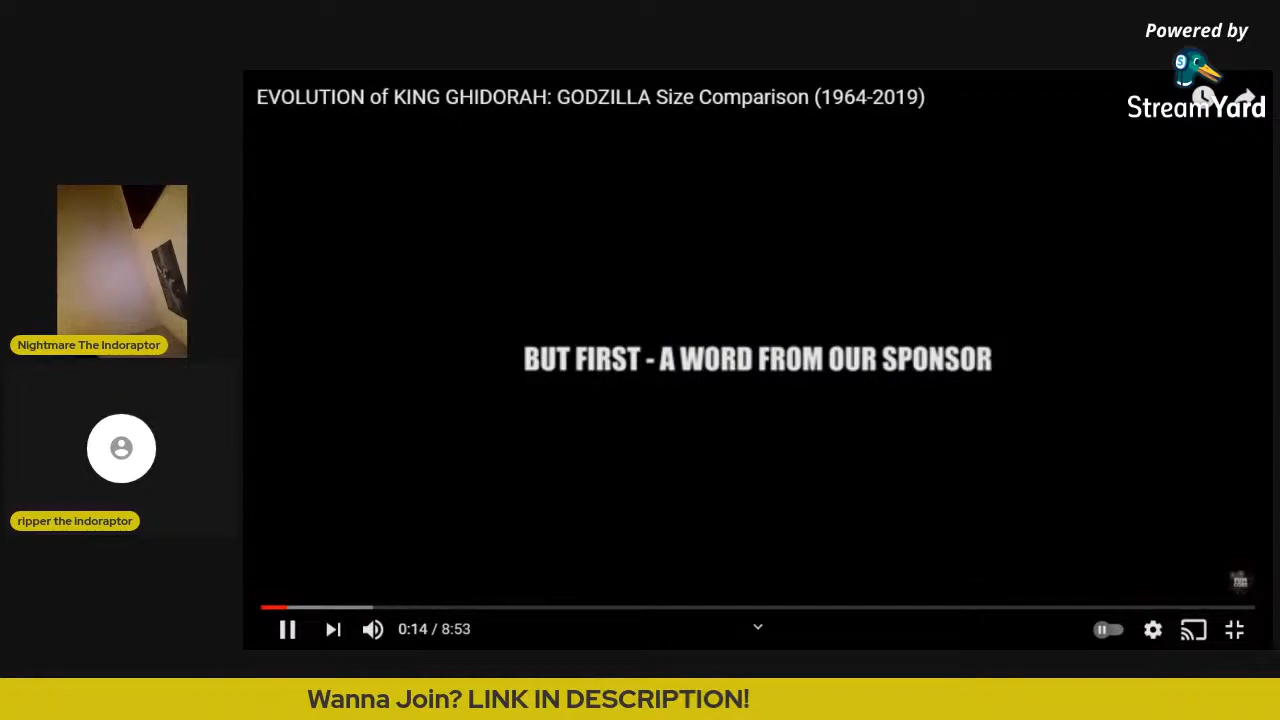 Powered by
StreamYard
EVOLUTION of KING GHIDORAH: GODZILLA Size Comparison (1964-2019)
BUT FIRST - A WORD FROM OUR SPONSOR
Nightmare The Indoraptor
ripper the indoraptor
0:14 / 8:53
Wanna Join? LINK IN DESCRIPTION!